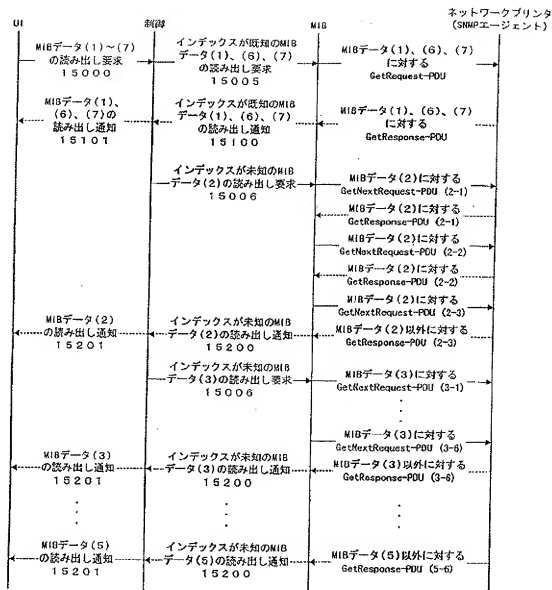 ネットワークプリンタ
(SNMPエージェント)
UI
制御
MIB
MIBデータ(1)〜(7)
の読み出し要求
15000
インデックスが既知のMIB
データ(1)、(6)、(7)
の読み出し要求
15005
MIBデータ(1)、(6)、(7)
に対する
GetRequest-PDU
MIBデータ(1)、
(6)、(7)の
読み出し通知
15101
インデックスが既知のMIB
データ(1)、(6)、(7)
の読み出し通知
15100
MIBデータ(1)、(6)、(7)
に対する
GetResponse-PDU
インデックスが未知のMIB
データ(2)の読み出し要求
15006
MIBデータ(2)に対する
GetNextRequest-PDU (2-1)
MIBデータ(2)に対する
GetResponse-PDU
(2-1)
MIBデータ(2)に対する
GetNextRequest-PDU (2-2)
MIBデータ(2)に対する
GetResponse-PDU
(2-2)
MIBデータ(2)に対する
GetNextRequest-PDU (2-3)
MIBデータ(2)
の読み出し通知
15201
インデックスが未知のMIB
データ(2)の読み出し通知
15200
MIBデータ(2)以外に対する
GetResponse-PDU
(2-3)
インデックスが未知のMIB
データ(3)の読み出し要求
15006
MIBデータ(3)に対する
GetNextRequest-PDU (3-1)
MIBデータ(3)に対する
GetNextRequest-PDU (3-6)
MIBデータ(3)
の読み出し通知
15201
インデックスが未知のMIB
データ(3)の読み出し通知
15200
MIBデータ(3)以外に対する
GetResponse-PDU
(3-6)
MIBデータ(5)
の読み出し通知
15201
インデックスが未知のMIB
データ(5)の読み出し通知
15200
MIBデータ(5)以外に対する
GetResponse-PDU (5-6)